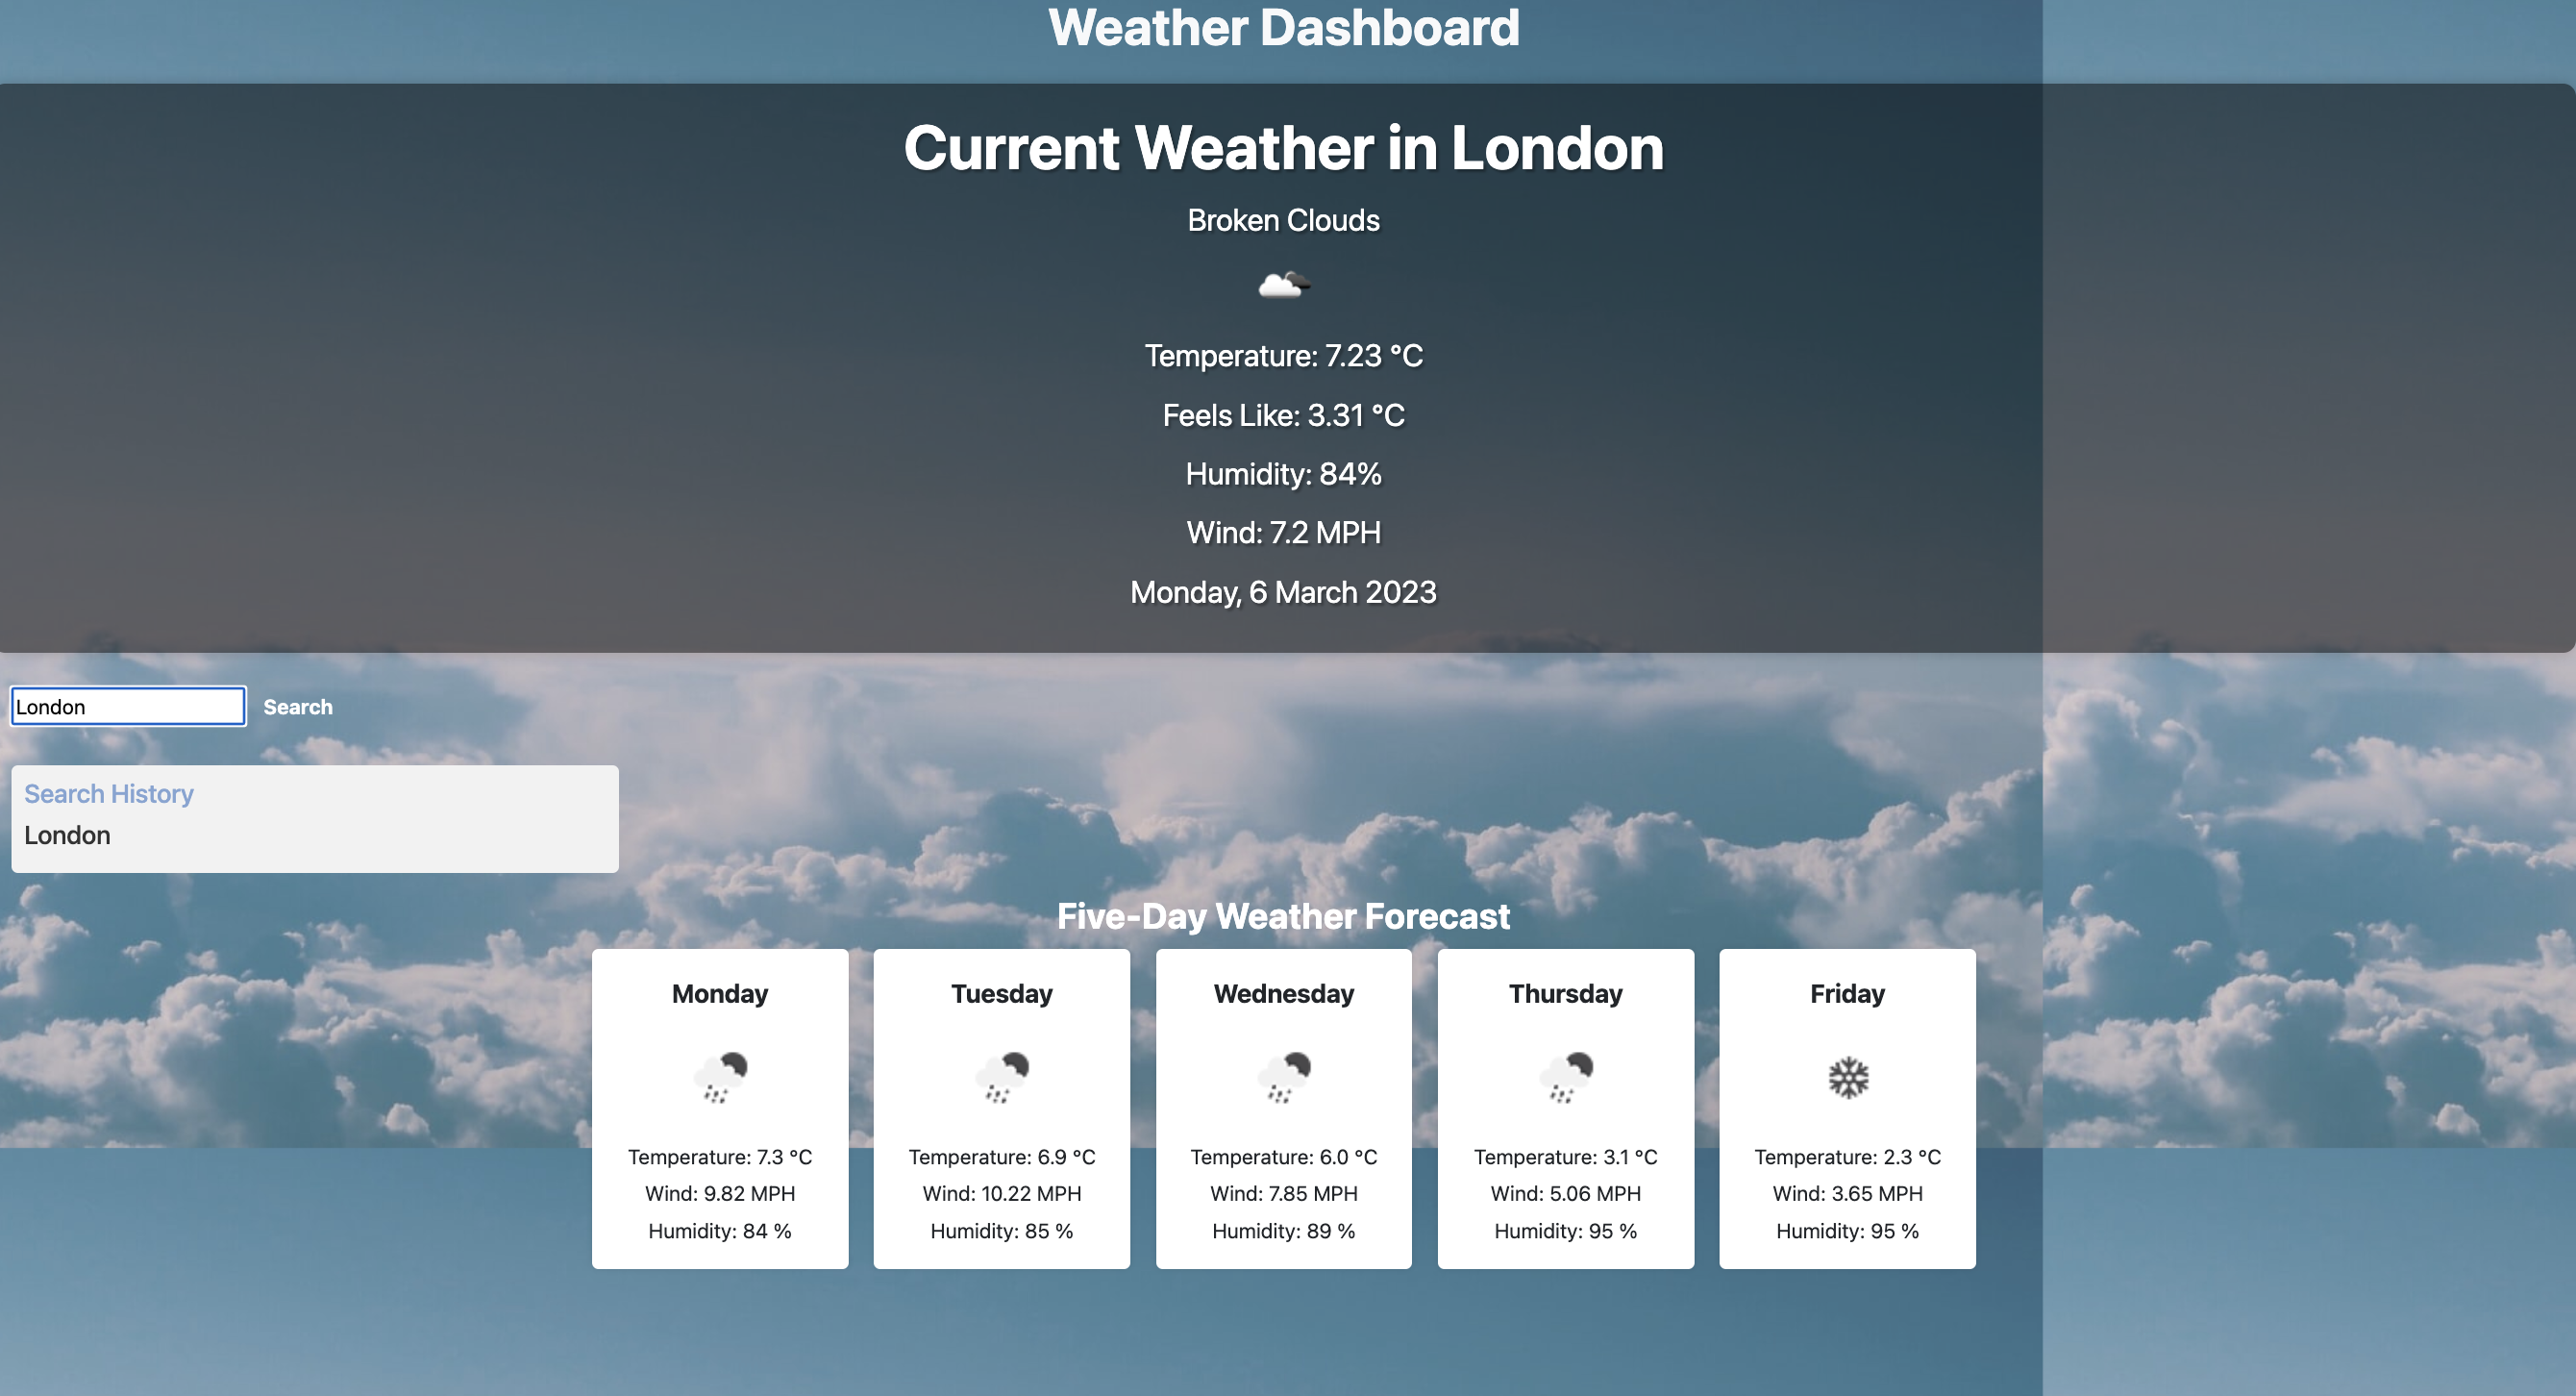 Weather Dashboard
Current Weather in London
Broken Clouds
Temperature: 7.23 °C
Feels Like: 3.31 °C
Humidity: 84%
Wind: 7.2 MPH
Monday, 6 March 2023
London Search
Search History
London
Five-Day Weather Forecast
Monday
Temperature: 7.3 °C
Wind: 9.82 MPH
Humidity: 84 %
Tuesday
Temperature: 6.9 °C
Wind: 10.22 MPH
Humidity: 85 %
Wednesday
Temperature: 6.0 °C
Wind: 7.85 MPH
Humidity: 89 %
Thursday
Temperature: 3.1 °C
Wind: 5.06 MPH
Humidity: 95 %
Friday
Temperature: 2.3 °C
Wind: 3.65 MPH
Humidity: 95 %